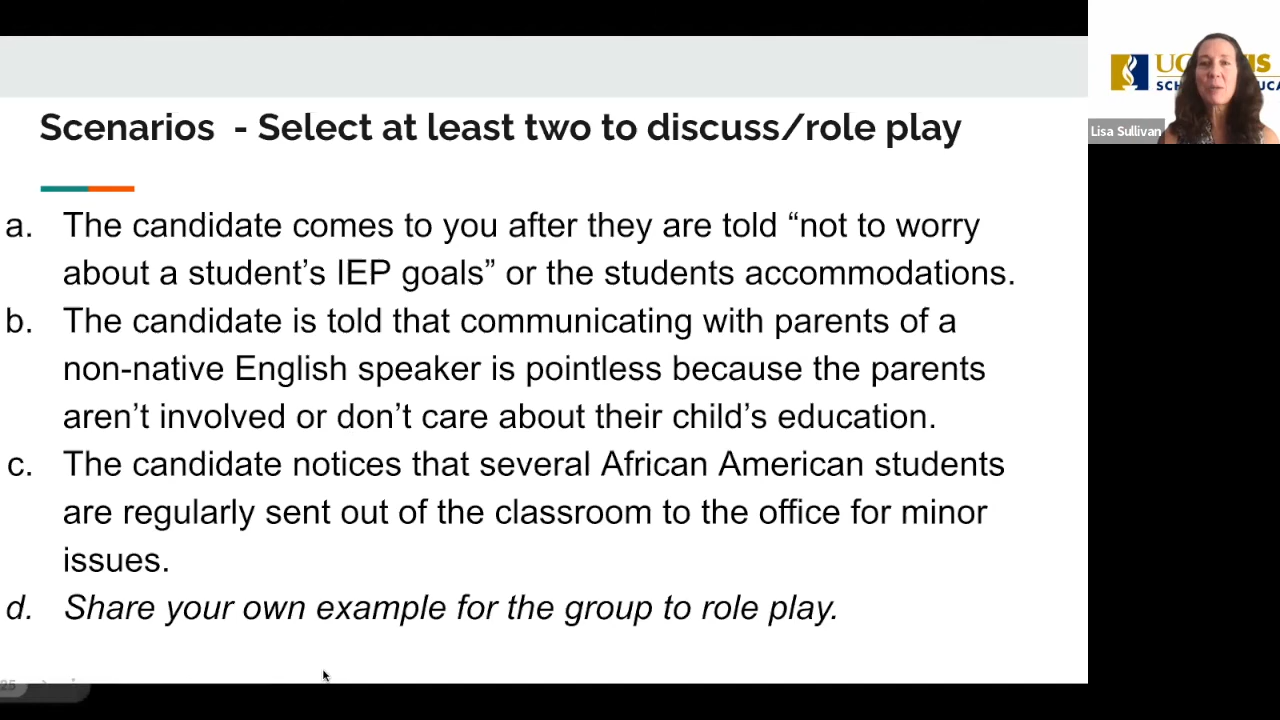 Scenarios - Select at least two to discuss/role play
a. The candidate comes to you after they are told “not to worry
about a student’s IEP goals” or the students accommodations.
b. The candidate is told that communicating with parents of a
non-native English speaker is pointless because the parents
aren’t involved or don’t care about their child’s education.
c. The candidate notices that several African American students
are regularly sent out of the classroom to the office for minor
issues.
d. Share your own example for the group to role play.
Lisa Sullivan
25